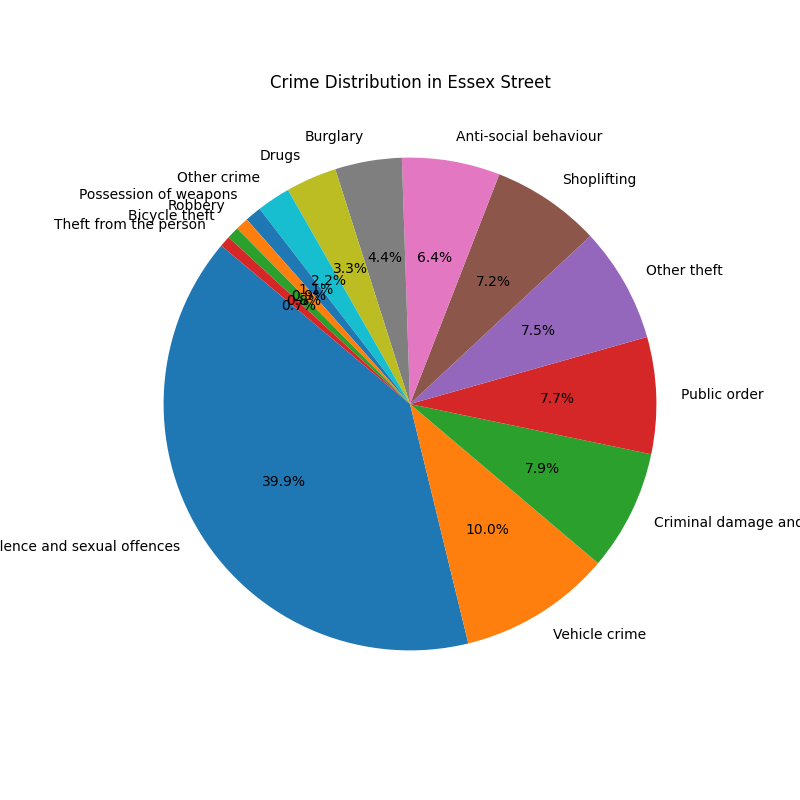 Crime Distribution in Essex Street
Burglary
Anti-social behaviour
Drugs
Other crime
Shoplifting
Possession of weapons
Robbery
Bicycle theft
Theft from the person
Other theft
4.4%
6.4%
3.3%
2.2%
7.2%
1.1%
0.7%
7.5%
Public order
7.7%
7.9%
39.9%
10.0%
Criminal damage and
lence and sexual offences
Vehicle crime